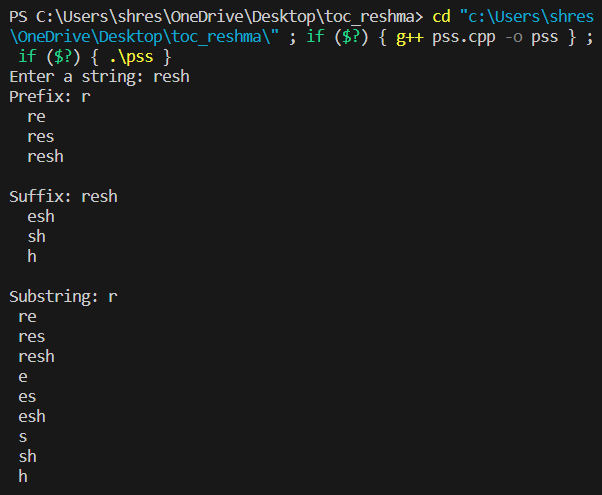 PS C:\Users\shres\OneDrive\Desktop\toc_reshma> cd "c:\Users\shres
\OneDrive\Desktop\toc_reshma\" ; if ($?) { g++ pss.cpp -o pss } ;
 if ($?) { .\pss }
Enter a string: resh
Prefix: r
  re
  res
  resh

Suffix: resh
  esh
  sh
  h

Substring: r
 re
 res
 resh
 e
 es
 esh
 s
 sh
 h